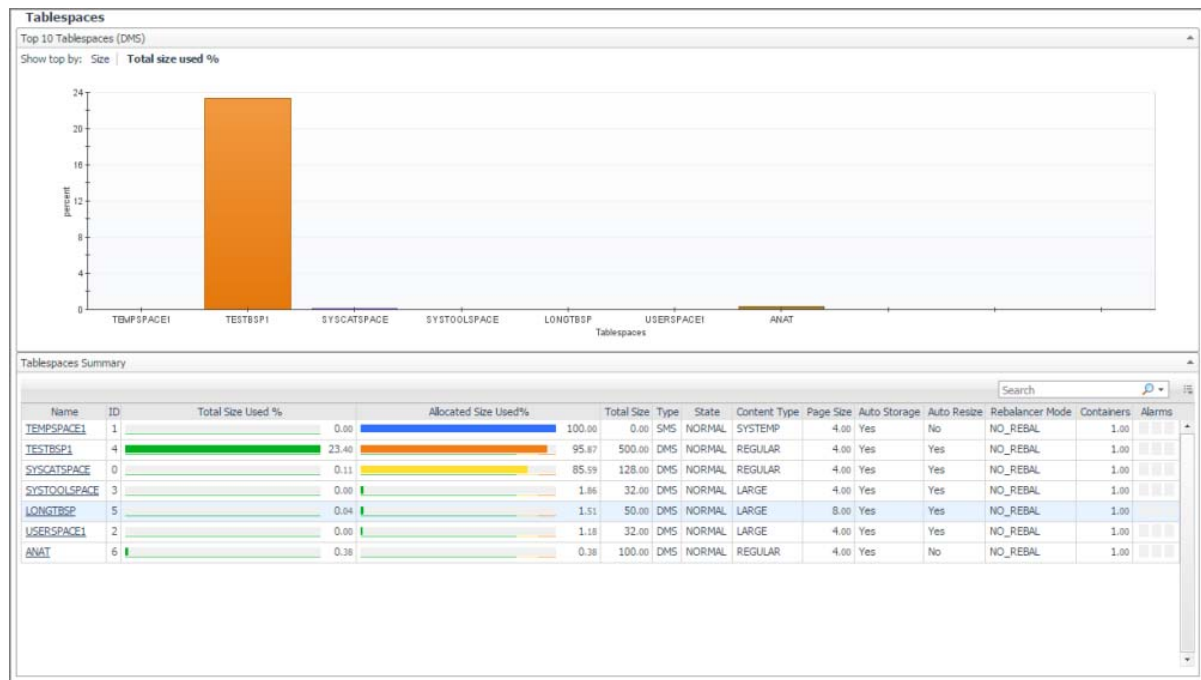 Tablespaces
Top 10 Tablespaces (DMS)
Show top by: Size | Total size used %
24
20
16
12
8
4
0
percent
TEMPSPACE1 TESTBSP1 SYSCATSPACE SYSTOOLSPACE LONGTBSP USERSPACE1 ANAT
Tablespaces
Tablespaces Summary
Search
Name ID Total Size Used % Allocated Size Used% Total Size Type State Content Type Page Size Auto Storage Auto Resize Rebalancer Mode Containers Alarms
TEMPSPACE1 1 0.00 100.00 0.00 SMS NORMAL SYSTEMP 4.00 Yes No NO_REBAL 1.00
TESTBSP1 4 23.40 95.87 500.00 DMS NORMAL REGULAR 4.00 Yes Yes NO_REBAL 1.00
SYSCATSPACE 0 0.11 85.59 128.00 DMS NORMAL REGULAR 4.00 Yes Yes NO_REBAL 1.00
SYSTOOLSPACE 3 0.00 1.86 32.00 DMS NORMAL LARGE 4.00 Yes Yes NO_REBAL 1.00
LONGTBSP 5 0.04 1.51 50.00 DMS NORMAL LARGE 8.00 Yes Yes NO_REBAL 1.00
USERSPACE1 2 0.00 1.18 32.00 DMS NORMAL LARGE 4.00 Yes Yes NO_REBAL 1.00
ANAT 6 0.38 0.38 100.00 DMS NORMAL REGULAR 4.00 Yes No NO_REBAL 1.00